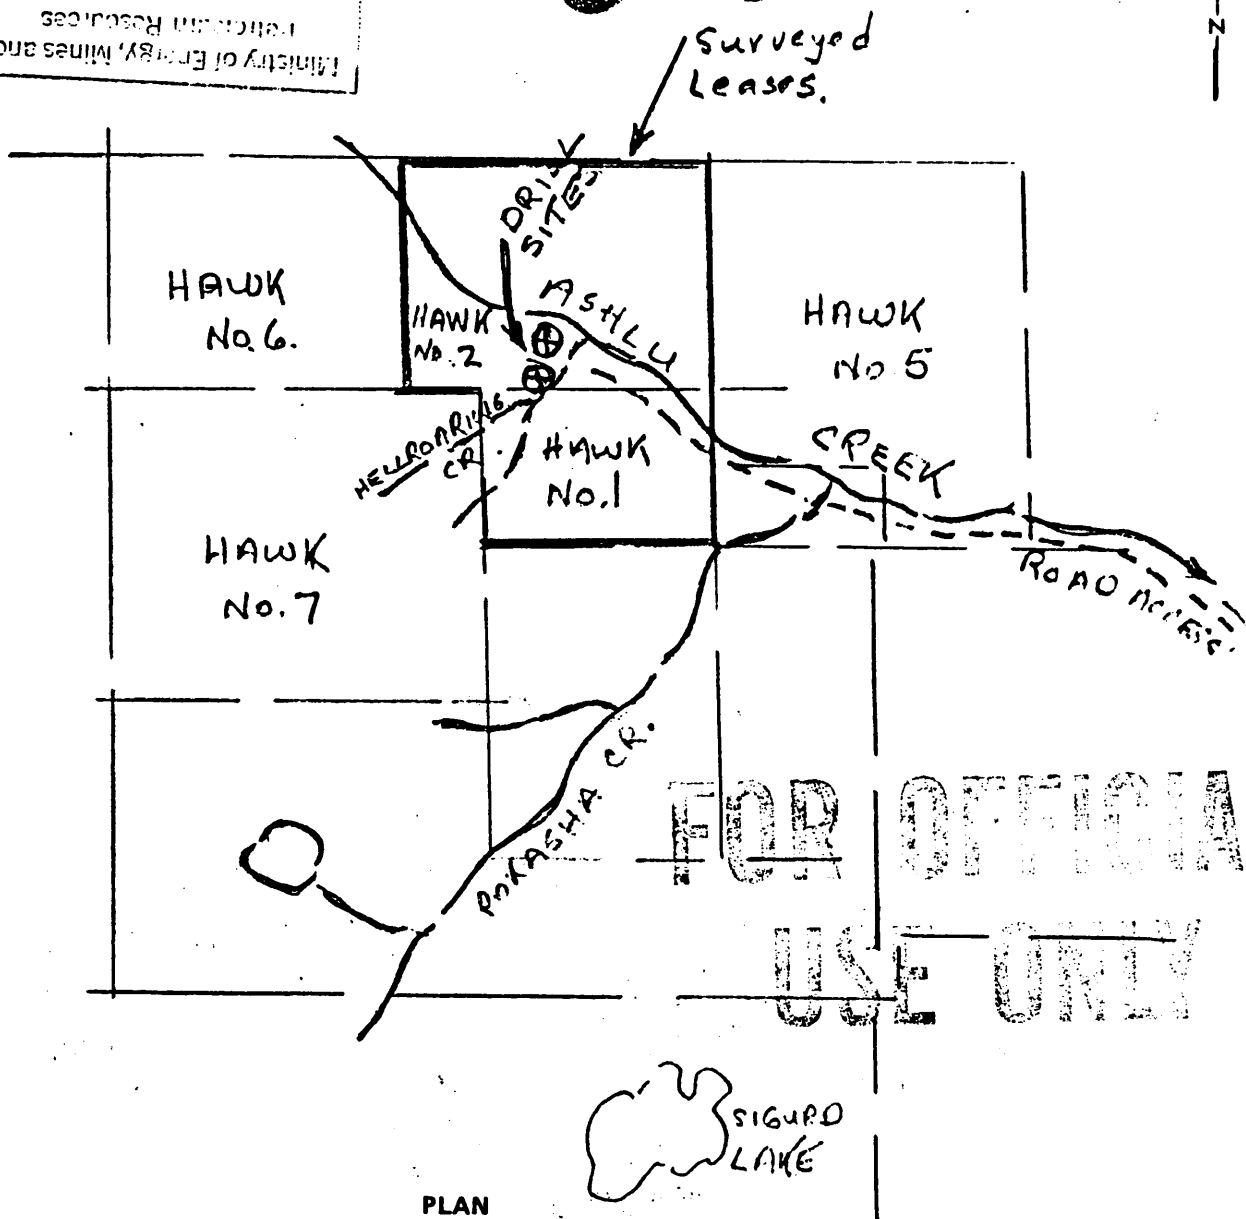 Ministry of Energy, Mines and
Petroleum Resources
N
Surveyed
Leases.
DRILL
SITES
HAWK
No. 6.
HAWK
No. 2
ASHLU
CREEK
HAWK
No 5
HELLROARING
CR.
HAWK
No. 1
HAWK
No. 7
ROAD ACCESS
POKASHA CR.
FOR OFFICIA
USE ONLY
SIGURD
LAKE
PLAN